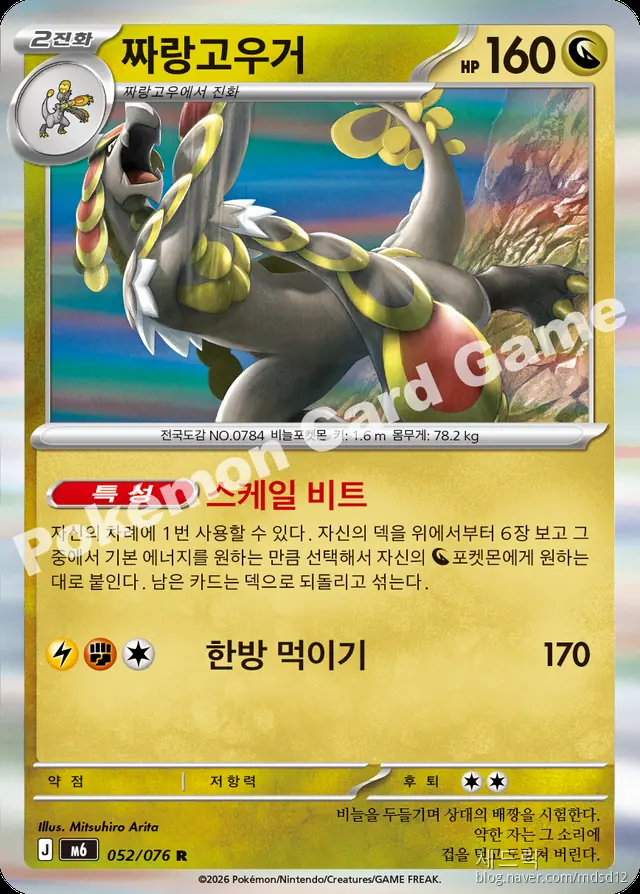 2진화
짜랑고우거
HP 160
짜랑고우에서 진화
전국도감 NO.0784 비늘포켓몬 키: 1.6 m 몸무게: 78.2 kg
Pokémon Card Game
특성 스케일 비트
자신의 차례에 1번 사용할 수 있다. 자신의 덱을 위에서부터 6장 보고 그
중에서 기본 에너지를 원하는 만큼 선택해서 자신의 포켓몬에게 원하는
대로 붙인다. 남은 카드는 덱으로 되돌리고 섞는다.
한방 먹이기 170
약점 저항력 후퇴
비늘을 두들기며 상대의 배짱을 시험한다.
약한 자는 그 소리에
겁을 먹고 도망쳐 버린다.
Illus. Mitsuhiro Arita
J M6 052/076 R
©2026 Pokémon/Nintendo/Creatures/GAME FREAK.
세드릭
blog.naver.com/mdsd12